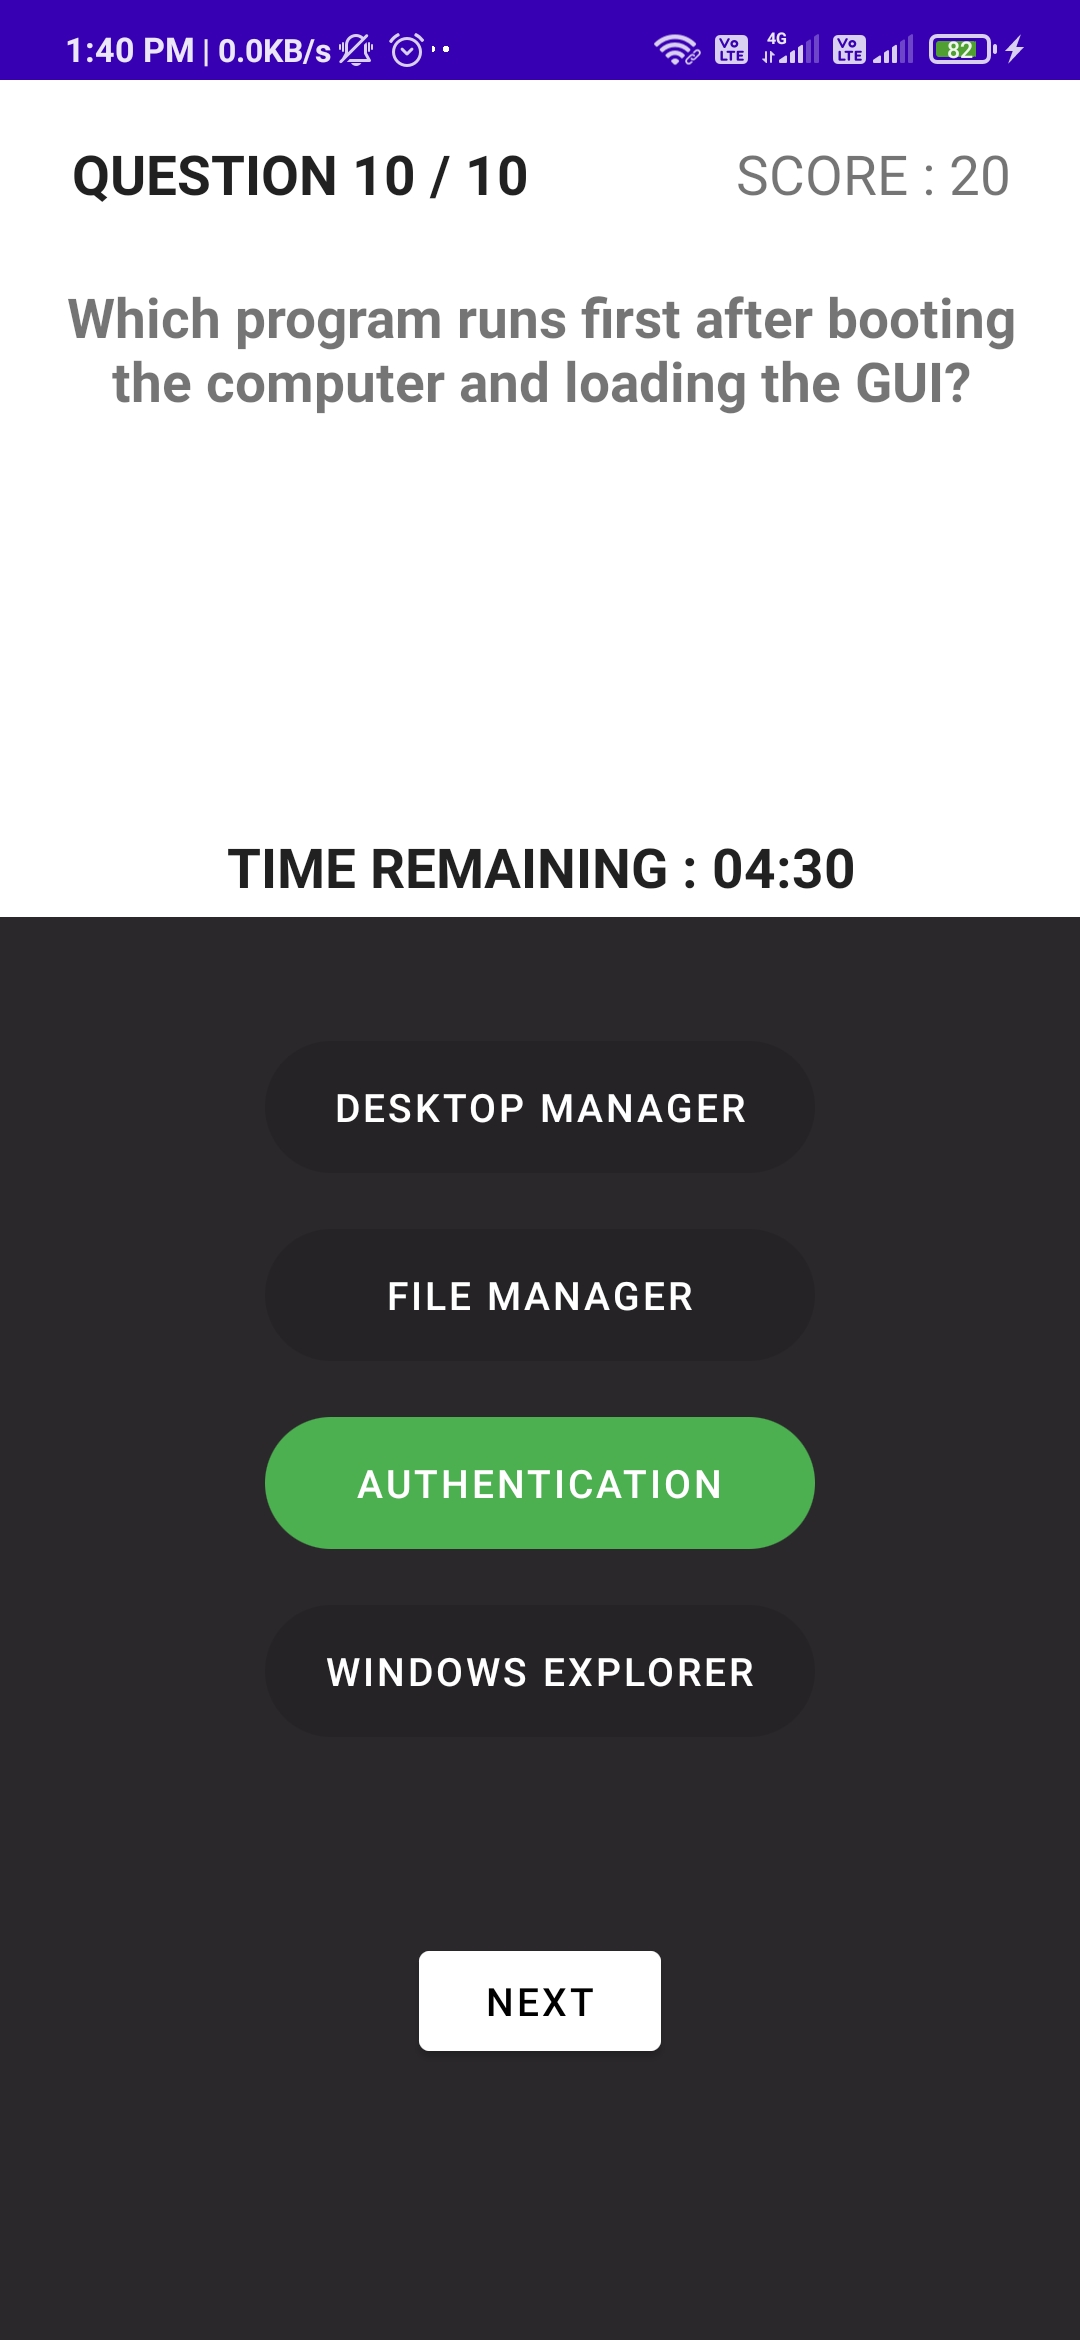 1:40 PM | 0.0KB/s
Vo LTE 4G Vo LTE 82
QUESTION 10 / 10
SCORE : 20
Which program runs first after booting
the computer and loading the GUI?
TIME REMAINING : 04:30
DESKTOP MANAGER
FILE MANAGER
AUTHENTICATION
WINDOWS EXPLORER
NEXT